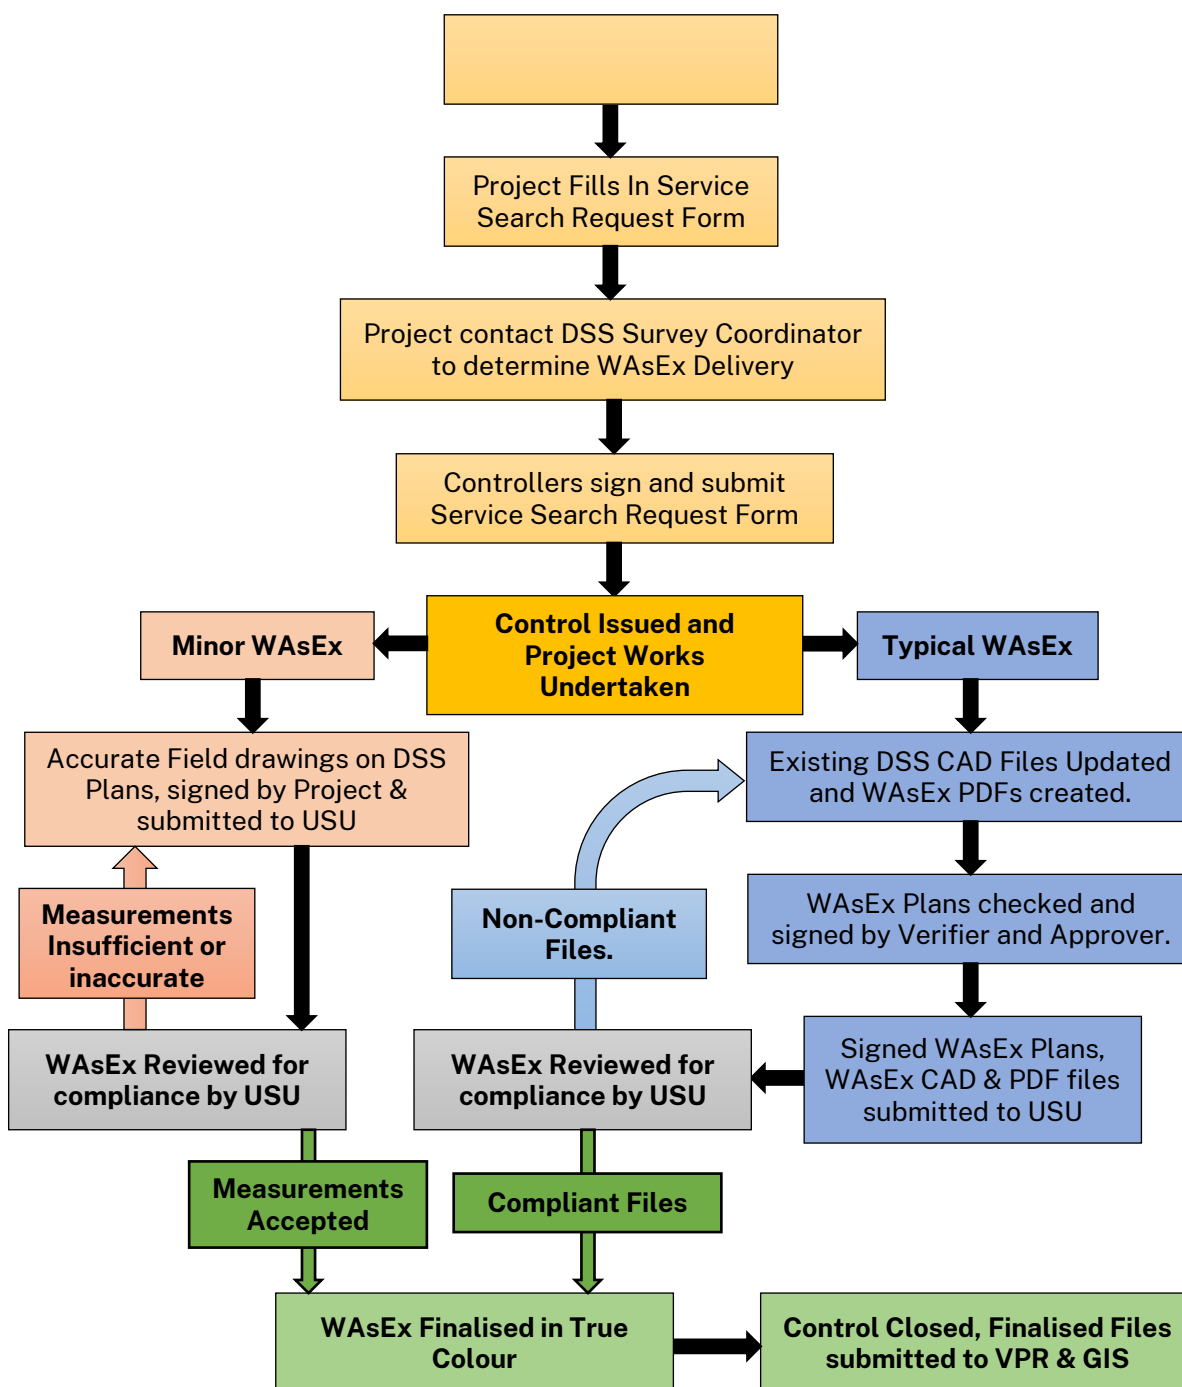 Project Fills In Service
Search Request Form
Project contact DSS Survey Coordinator
to determine WAsEx Delivery
Controllers sign and submit
Service Search Request Form
Control Issued and
Project Works
Undertaken
Minor WAsEx
Typical WAsEx
Accurate Field drawings on DSS
Plans, signed by Project &
submitted to USU
Existing DSS CAD Files Updated
and WAsEx PDFs created.
Measurements
Insufficient or
inaccurate
Non-Compliant
Files.
WAsEx Plans checked and
signed by Verifier and Approver.
WAsEx Reviewed for
compliance by USU
WAsEx Reviewed for
compliance by USU
Signed WAsEx Plans,
WAsEx CAD & PDF files
submitted to USU
Measurements
Accepted
Compliant Files
WAsEx Finalised in True
Colour
Control Closed, Finalised Files
submitted to VPR & GIS